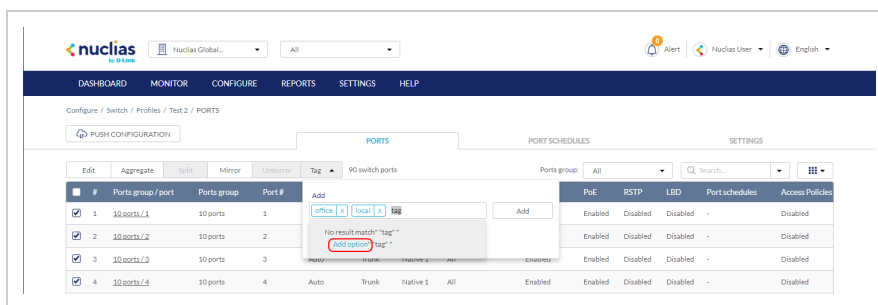 nuclias
by D-Link
Nuclias Global...
All
Alert
Nuclias User
English
DASHBOARD MONITOR CONFIGURE REPORTS SETTINGS HELP
Configure / Switch / Profiles / Test 2 / PORTS
PUSH CONFIGURATION
PORTS PORT SCHEDULES SETTINGS
Edit Aggregate Split Mirror Unmirror Tag 90 switch ports Ports group: All Search...
# Ports group / port Ports group Port # PoE RSTP LBD Port schedules Access Policies
Add
office x local x tag Add
No result match" "tag" "
Add option" "tag" "
1 10 ports / 1 10 ports 1 Enabled Disabled Disabled - Disabled
2 10 ports / 2 10 ports 2 Enabled Disabled Disabled - Disabled
3 10 ports / 3 10 ports 3 Auto Trunk Native 1 All Enabled Enabled Disabled Disabled - Disabled
4 10 ports / 4 10 ports 4 Auto Trunk Native 1 All Enabled Enabled Disabled Disabled - Disabled